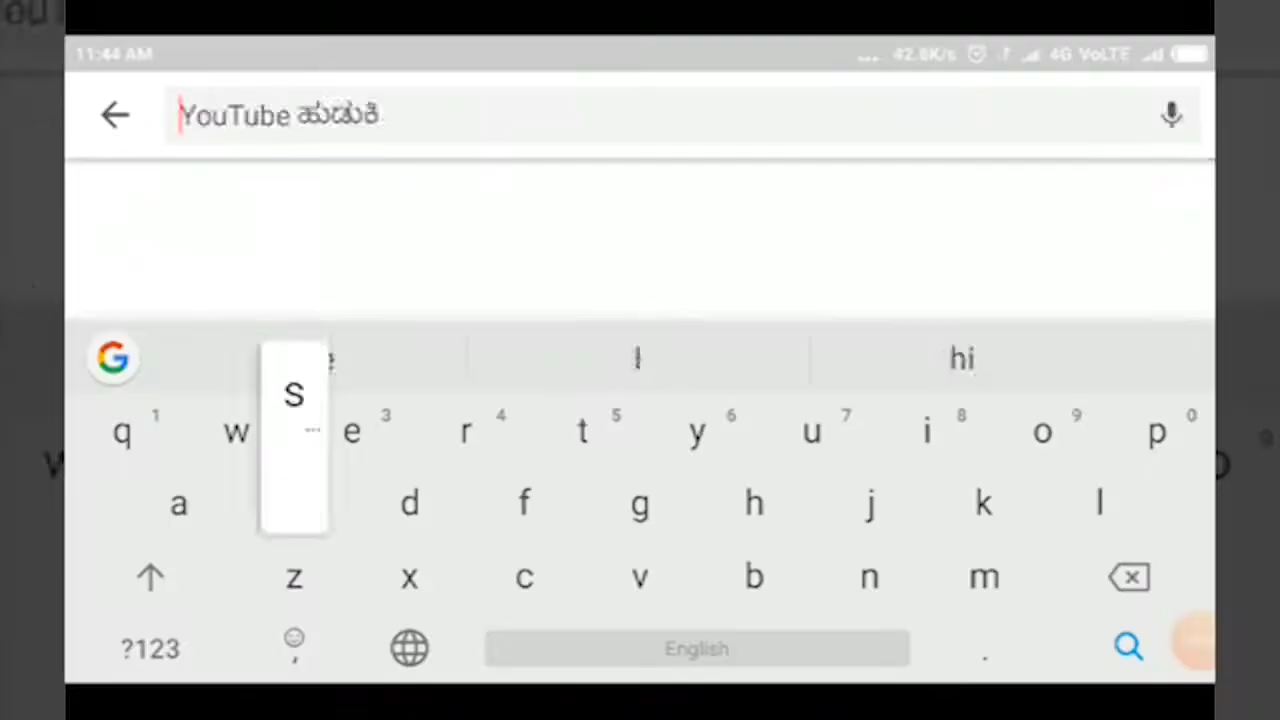 11:44 AM
42.8K/s 4G VoLTE
YouTube ಹುಡುಕಿ
I hi
S
q 1 w e 3 r 4 t 5 y 6 u 7 i 8 o 9 p 0
a d f g h j k l
z x c v b n m
?123 , English .